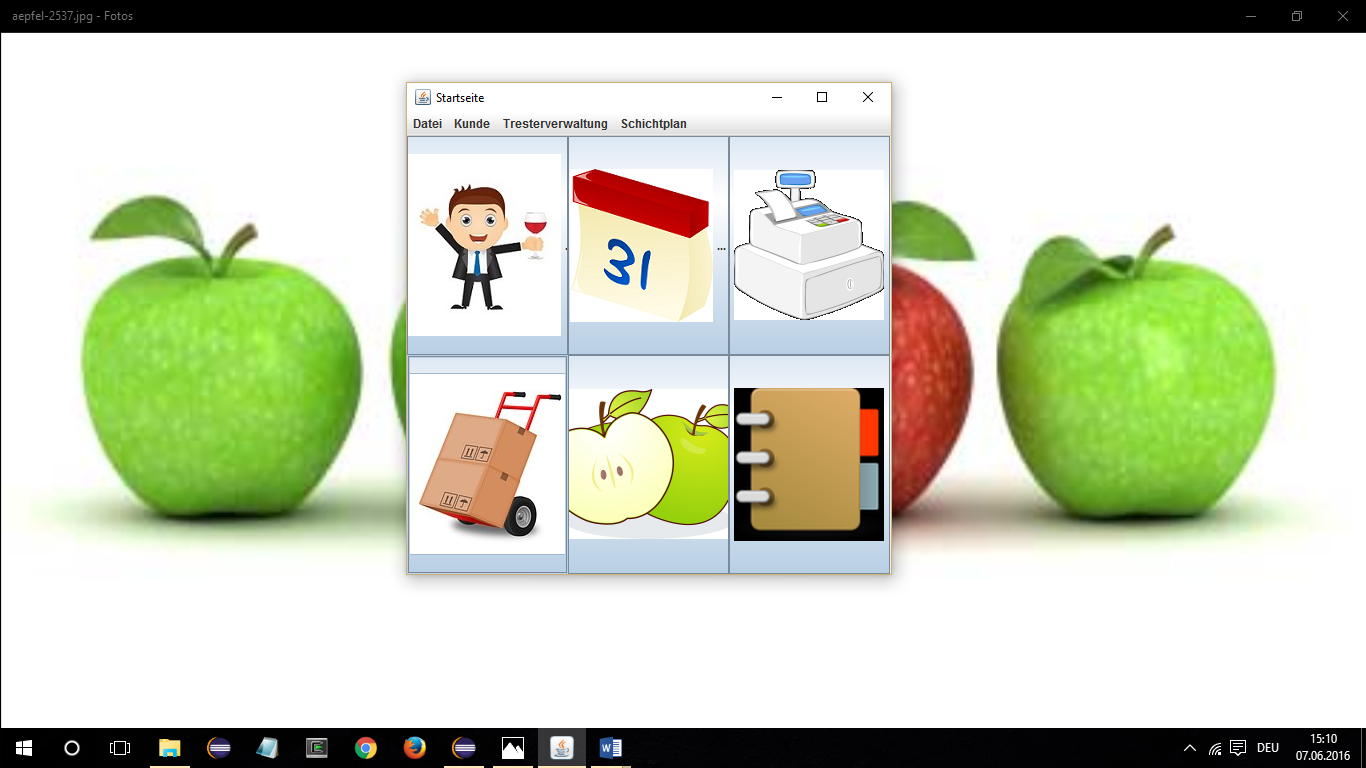 aepfel-2537.jpg - Fotos
Startseite
Datei Kunde Tresterverwaltung Schichtplan
...
31
DEU
15:10
07.06.2016